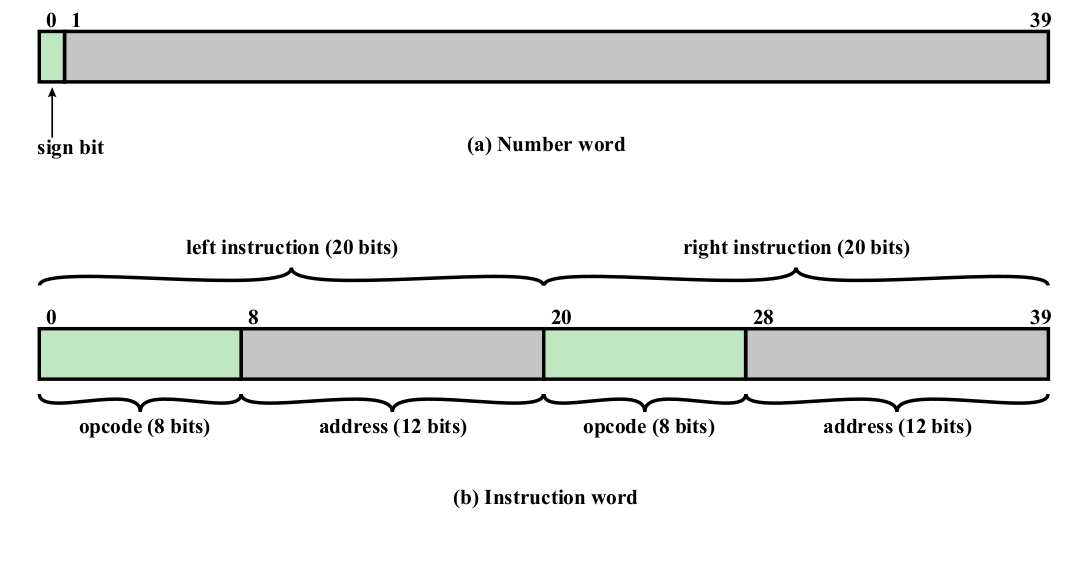 0 1 39
sign bit
(a) Number word
left instruction (20 bits) right instruction (20 bits)
0 8 20 28 39
opcode (8 bits) address (12 bits) opcode (8 bits) address (12 bits)
(b) Instruction word